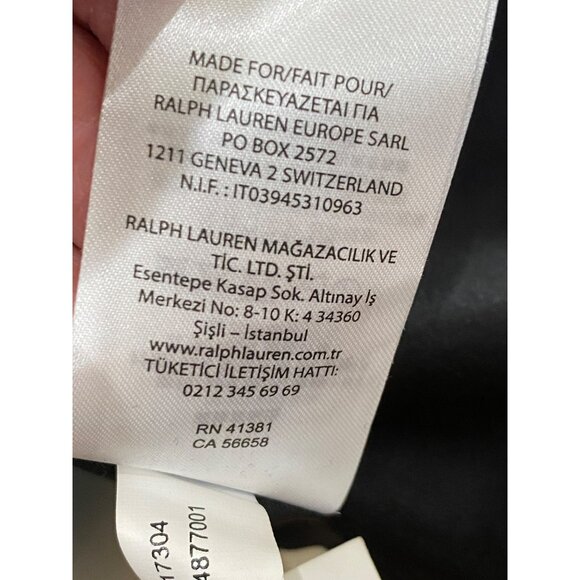 MADE FOR/FAIT POUR/
ΠΑΡΑΣΚΕΥΑΖΕΤΑΙ ΓΙΑ
RALPH LAUREN EUROPE SARL
PO BOX 2572
1211 GENEVA 2 SWITZERLAND
N.I.F. : IT03945310963
RALPH LAUREN MAĞAZACILIK VE
TİC. LTD. ŞTİ.
Esentepe Kasap Sok. Altınay İş
Merkezi No: 8-10 K: 4 34360
Şişli – İstanbul
www.ralphlauren.com.tr
TÜKETİCİ İLETİŞİM HATTI:
0212 345 69 69
RN 41381
CA 56658
17304
4877001